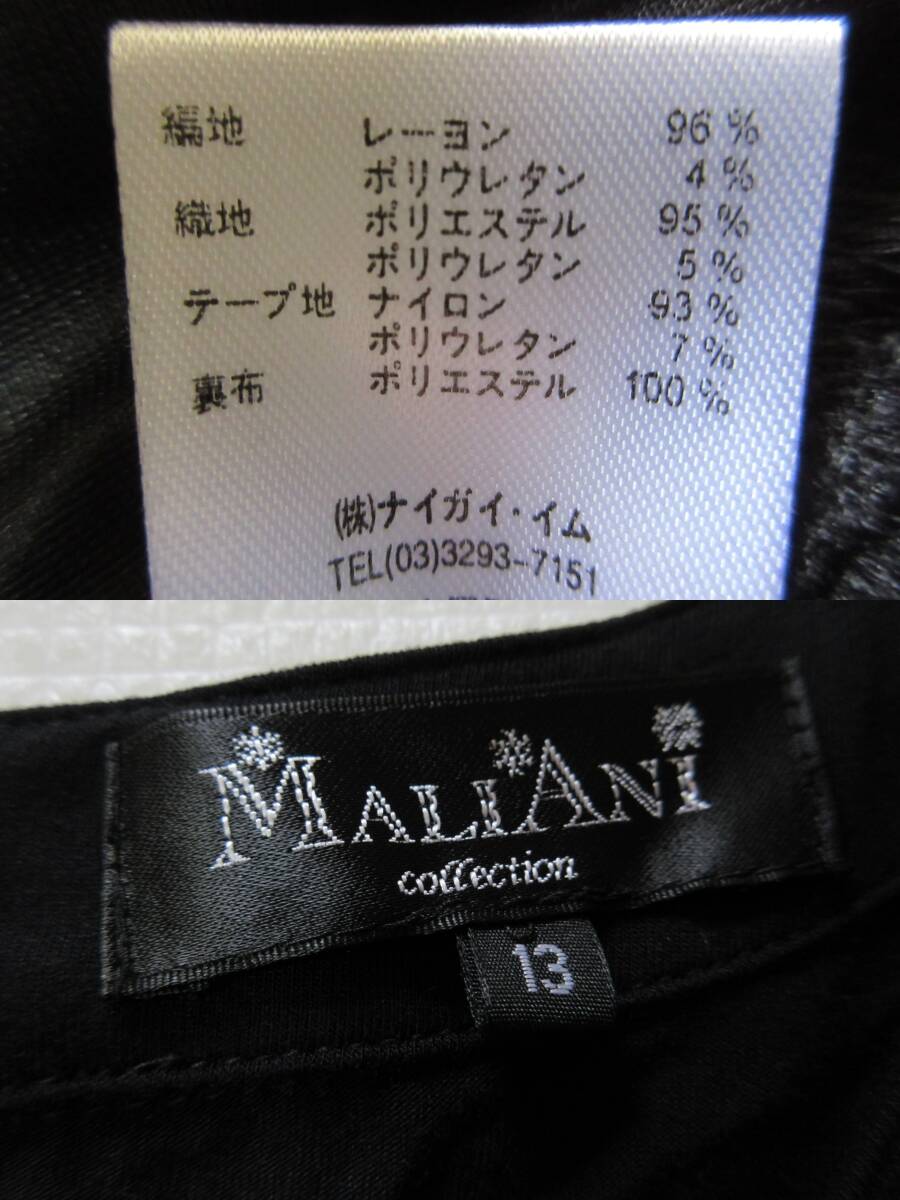 編地 レーヨン 96 %
ポリウレタン 4 %
織地 ポリエステル 95 %
ポリウレタン 5 %
テープ地 ナイロン 93 %
ポリウレタン 7 %
裏布 ポリエステル 100 %
(株)ナイガイ・イム
TEL(03)3293-7151
MALIANI
collection
13